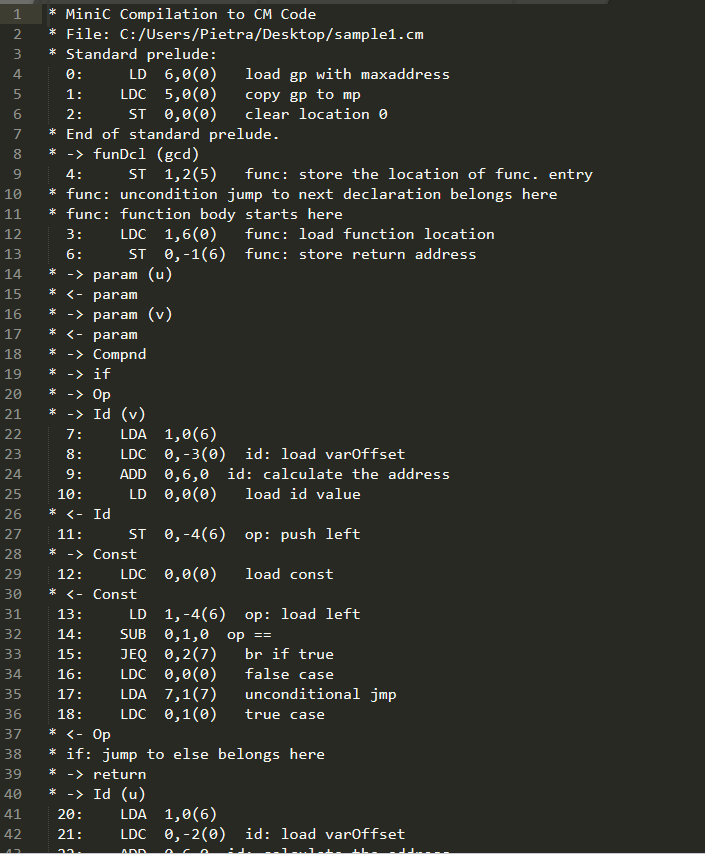 1 * MiniC Compilation to CM Code
2 * File: C:/Users/Pietra/Desktop/sample1.cm
3 * Standard prelude:
4 0: LD 6,0(0) load gp with maxaddress
5 1: LDC 5,0(0) copy gp to mp
6 2: ST 0,0(0) clear location 0
7 * End of standard prelude.
8 * -> funDcl (gcd)
9 4: ST 1,2(5) func: store the location of func. entry
10 * func: uncondition jump to next declaration belongs here
11 * func: function body starts here
12 3: LDC 1,6(0) func: load function location
13 6: ST 0,-1(6) func: store return address
14 * -> param (u)
15 * <- param
16 * -> param (v)
17 * <- param
18 * -> Compnd
19 * -> if
20 * -> Op
21 * -> Id (v)
22 7: LDA 1,0(6)
23 8: LDC 0,-3(0) id: load varOffset
24 9: ADD 0,6,0 id: calculate the address
25 10: LD 0,0(0) load id value
26 * <- Id
27 11: ST 0,-4(6) op: push left
28 * -> Const
29 12: LDC 0,0(0) load const
30 * <- Const
31 13: LD 1,-4(6) op: load left
32 14: SUB 0,1,0 op ==
33 15: JEQ 0,2(7) br if true
34 16: LDC 0,0(0) false case
35 17: LDA 7,1(7) unconditional jmp
36 18: LDC 0,1(0) true case
37 * <- Op
38 * if: jump to else belongs here
39 * -> return
40 * -> Id (u)
41 20: LDA 1,0(6)
42 21: LDC 0,-2(0) id: load varOffset